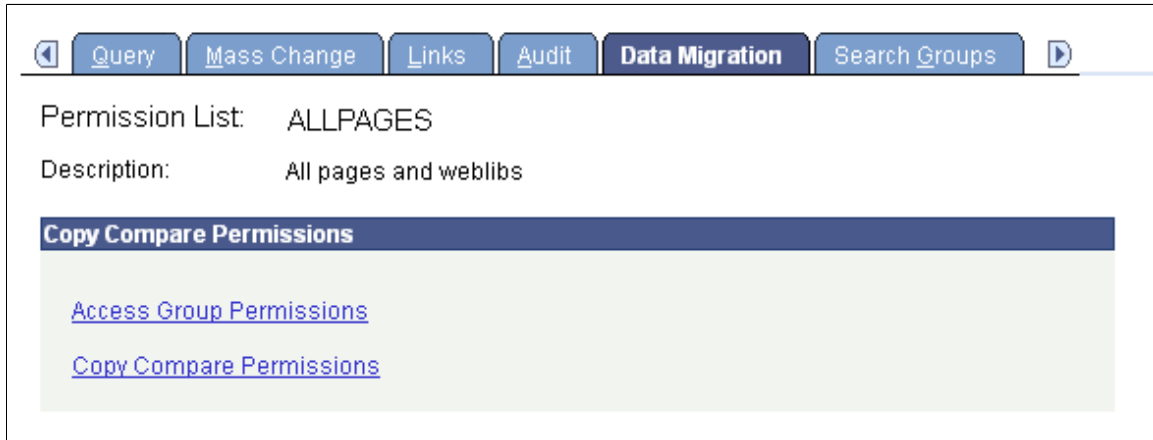 Query Mass Change Links Audit Data Migration Search Groups
Permission List: ALLPAGES
Description: All pages and weblibs
Copy Compare Permissions
Access Group Permissions
Copy Compare Permissions